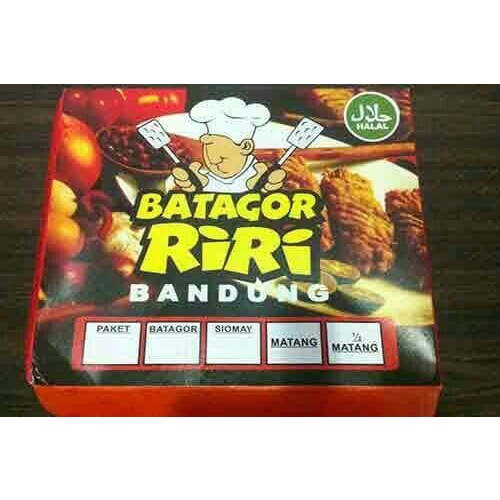 حلال
HALAL
BATAGOR
RiRi
BANDUNG
PAKET
BATAGOR
SIOMAY
MATANG
½ MATANG